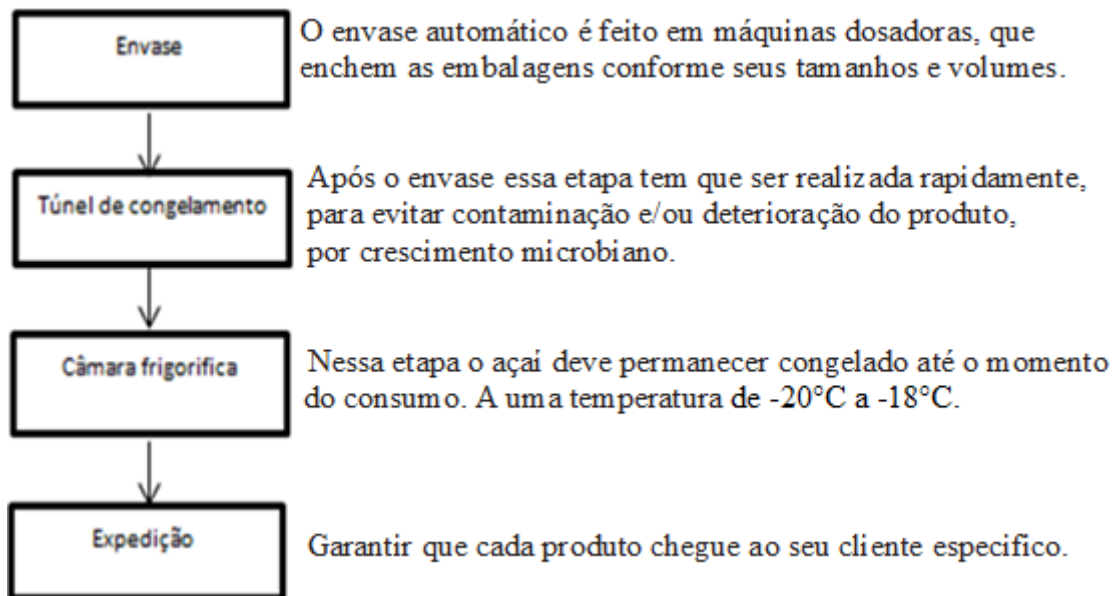 Envase
O envase automático é feito em máquinas dosadoras, que
enchem as embalagens conforme seus tamanhos e volumes.
Túnel de congelamento
Após o envase essa etapa tem que ser realizada rapidamente,
para evitar contaminação e/ou deterioração do produto,
por crescimento microbiano.
Câmara frigorifica
Nessa etapa o açaí deve permanecer congelado até o momento
do consumo. A uma temperatura de -20°C a -18°C.
Expedição
Garantir que cada produto chegue ao seu cliente especifico.